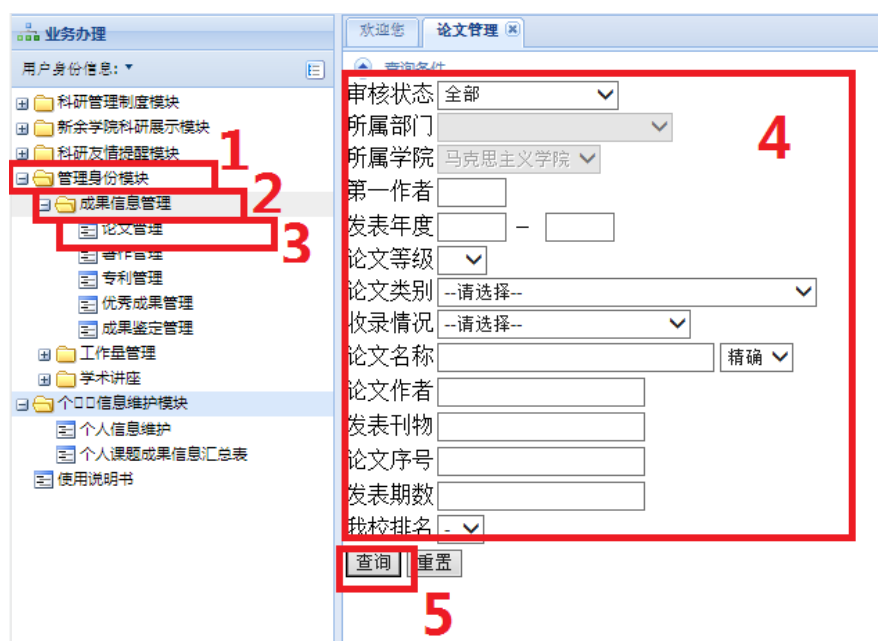 业务办理
用户身份信息:
科研管理制度模块
新余学院科研展示模块
科研友情提醒模块
管理身份模块
成果信息管理
论文管理
著作管理
专利管理
优秀成果管理
成果鉴定管理
工作量管理
学术讲座
个□□信息维护模块
个人信息维护
个人课题成果信息汇总表
使用说明书
1
2
3
欢迎您 论文管理
查询条件
审核状态 全部
所属部门
所属学院 马克思主义学院
第一作者
发表年度 –
论文等级
论文类别 --请选择--
收录情况 --请选择--
论文名称 精确
论文作者
发表刊物
论文序号
发表期数
我校排名 -
查询 重置
4
5